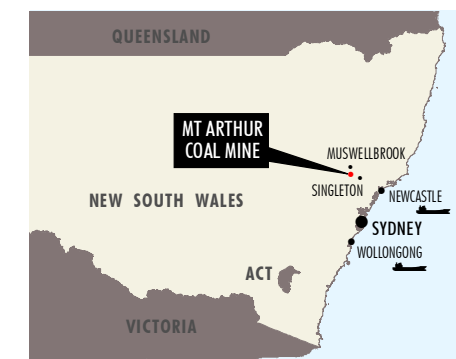 QUEENSLAND
MT ARTHUR
COAL MINE
MUSWELLBROOK
SINGLETON
NEWCASTLE
NEW SOUTH WALES
SYDNEY
WOLLONGONG
ACT
VICTORIA